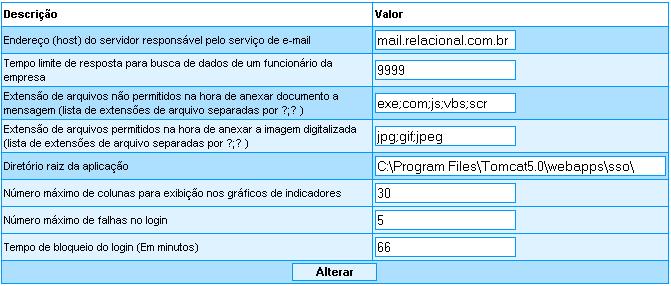 Descrição Valor
Endereço (host) do servidor responsável pelo serviço de e-mail mail.relacional.com.br
Tempo limite de resposta para busca de dados de um funcionário da
empresa 9999
Extensão de arquivos não permitidos na hora de anexar documento a
mensagem (lista de extensões de arquivo separadas por ?;? ) exe;com;js;vbs;scr
Extensão de arquivos permitidos na hora de anexar a imagem digitalizada
(lista de extensões de arquivo separadas por ?;? ) jpg;gif;jpeg
Diretório raiz da aplicação C:\Program Files\Tomcat5.0\webapps\sso\
Número máximo de colunas para exibição nos gráficos de indicadores 30
Número máximo de falhas no login 5
Tempo de bloqueio do login (Em minutos) 66
Alterar